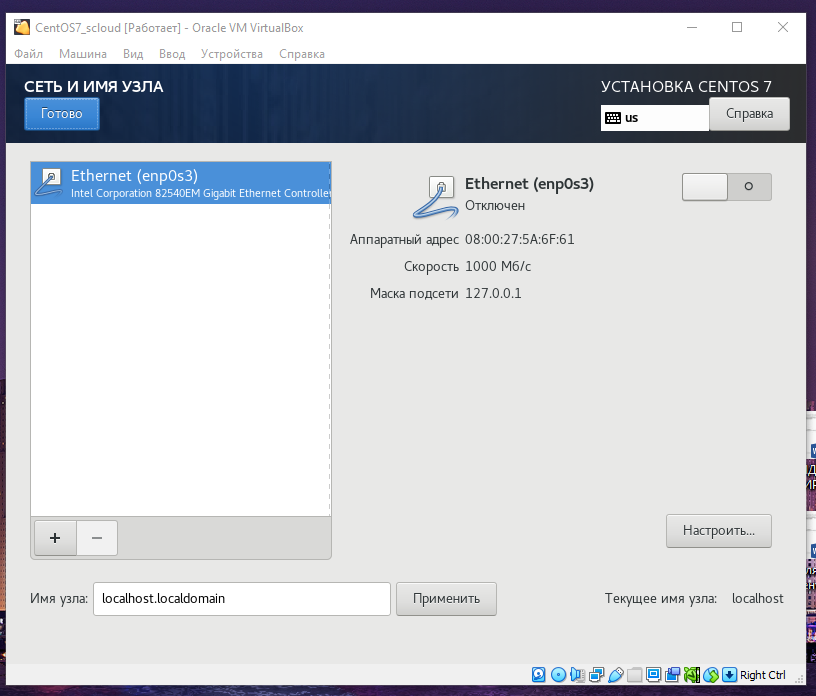 CentOS7_scloud [Работает] - Oracle VM VirtualBox
Файл Машина Вид Ввод Устройства Справка
СЕТЬ И ИМЯ УЗЛА
УСТАНОВКА CENTOS 7
Готово
us
Справка
Ethernet (enp0s3)
Intel Corporation 82540EM Gigabit Ethernet Controlle
Ethernet (enp0s3)
Отключен
Аппаратный адрес 08:00:27:5A:6F:61
Скорость 1000 Мб/с
Маска подсети 127.0.0.1
+ −
Настроить...
Имя узла: localhost.localdomain Применить Текущее имя узла: localhost
Right Ctrl